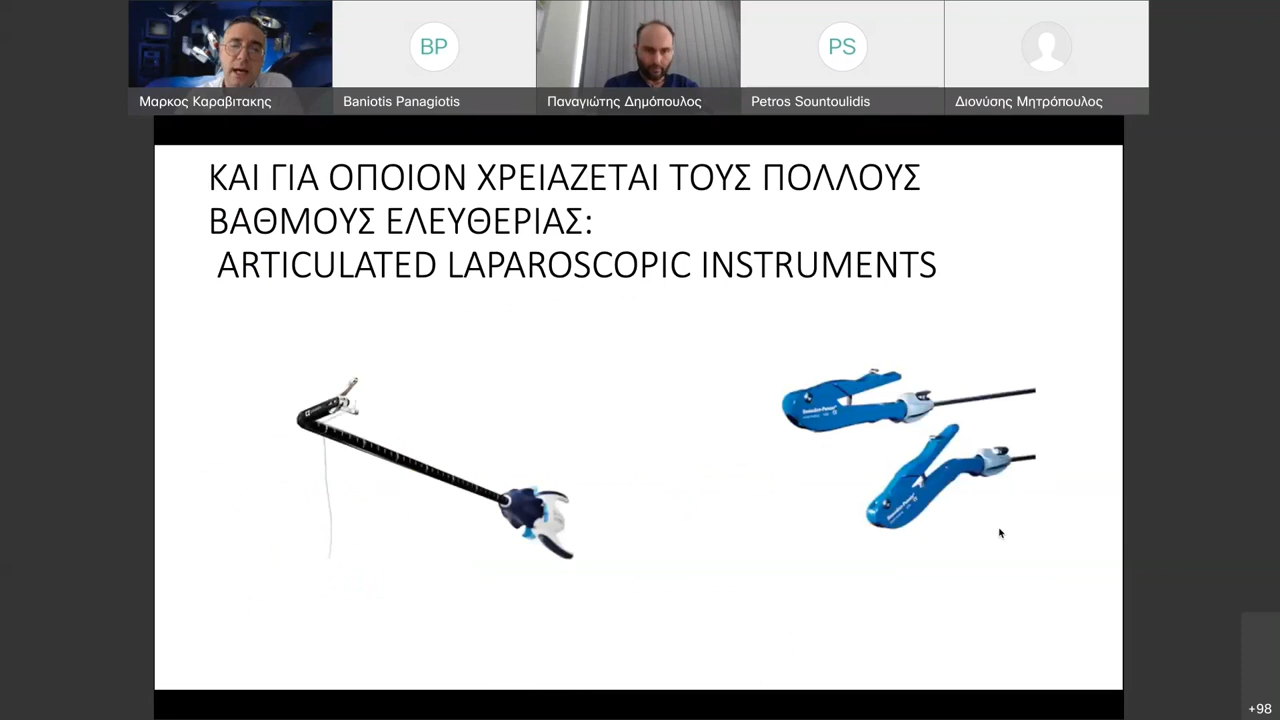 BP
PS
Μαρκος Καραβιτακης
Baniotis Panagiotis
Παναγιώτης Δημόπουλος
Petros Sountoulidis
Διονύσης Μητρόπουλος
ΚΑΙ ΓΙΑ ΟΠΟΙΟΝ ΧΡΕΙΑΖΕΤΑΙ ΤΟΥΣ ΠΟΛΛΟΥΣ
ΒΑΘΜΟΥΣ ΕΛΕΥΘΕΡΙΑΣ:
ARTICULATED LAPAROSCOPIC INSTRUMENTS
+98